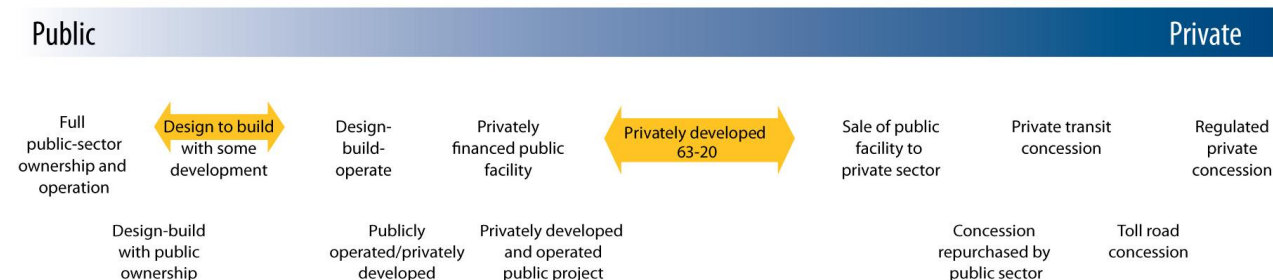 Public
Private
Full
public-sector
ownership and
operation
Design to build
with some
development
Design-
build-
operate
Privately
financed public
facility
Privately developed
63-20
Sale of public
facility to
private sector
Private transit
concession
Regulated
private
concession
Design-build
with public
ownership
Publicly
operated/privately
developed
Privately developed
and operated
public project
Concession
repurchased by
public sector
Toll road
concession